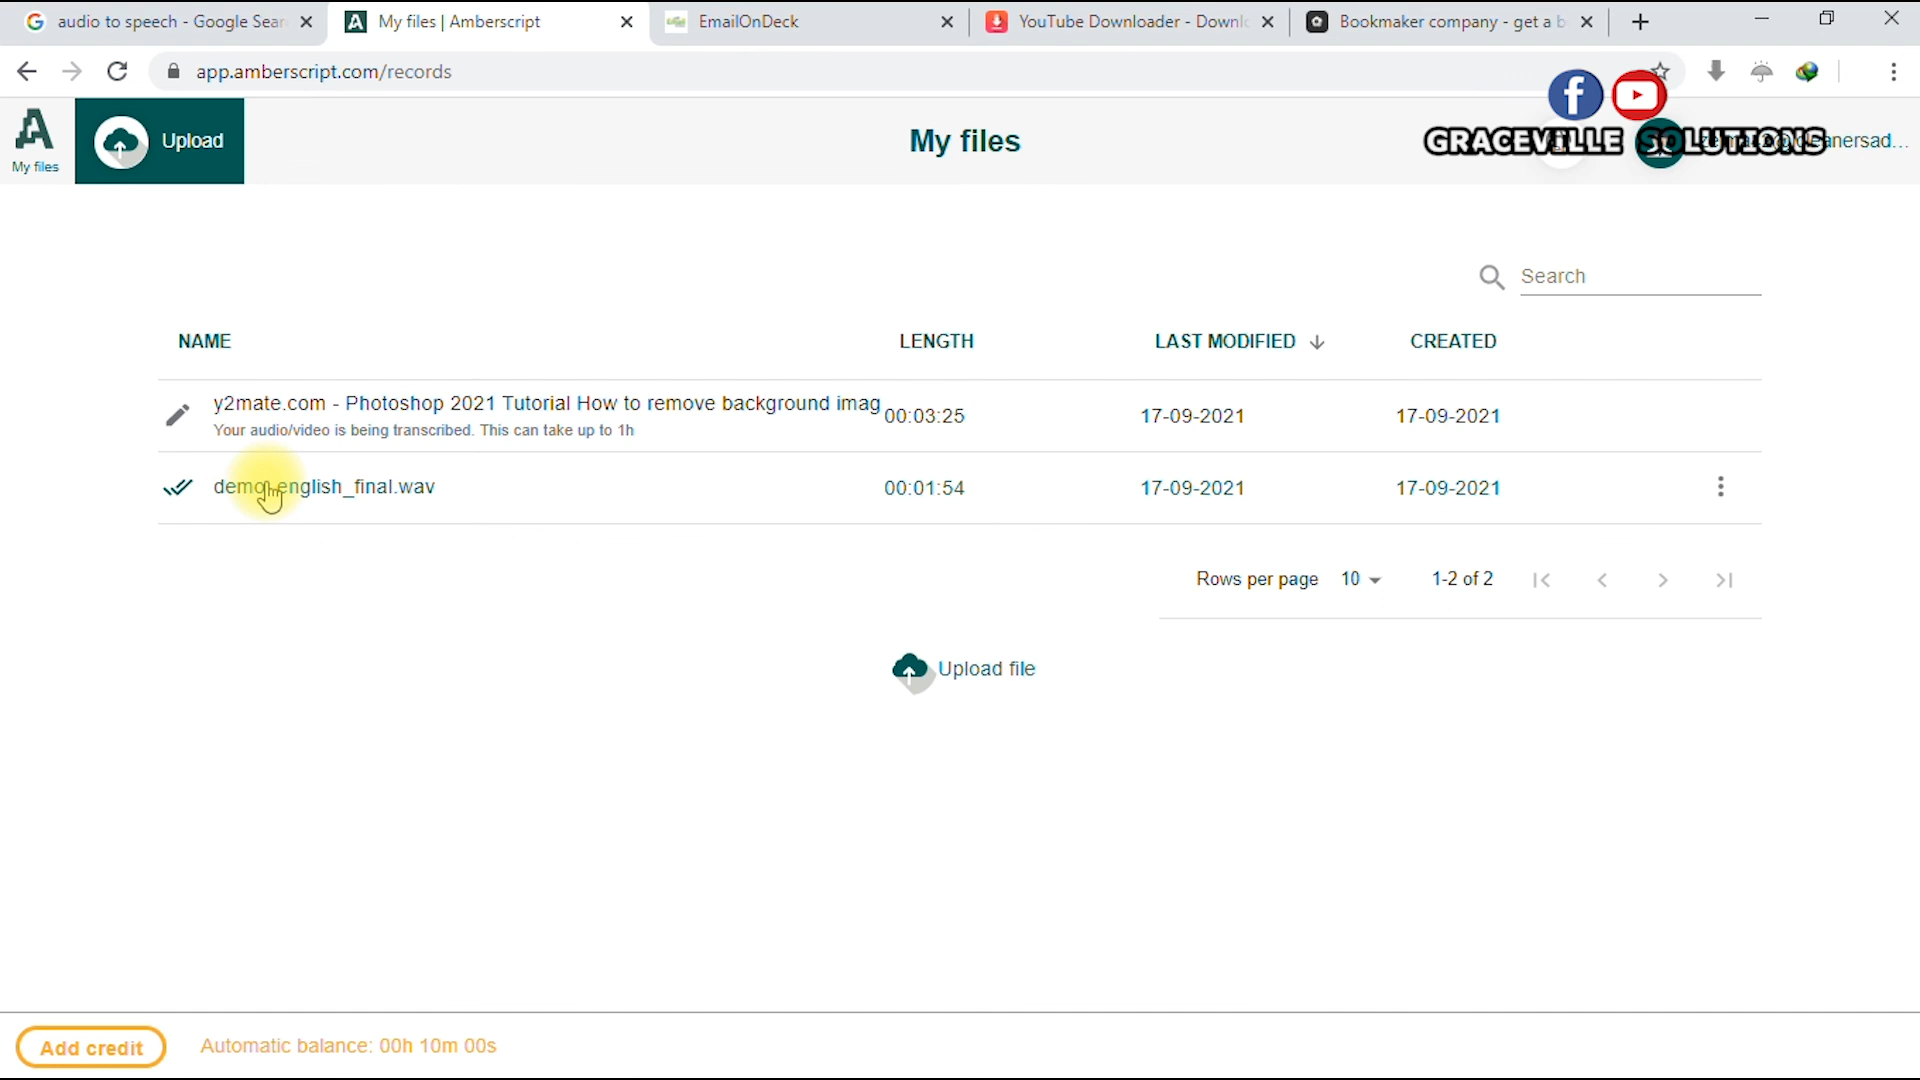 audio to speech - Google Sear
My files | Amberscript
EmailOnDeck
YouTube Downloader - Downl
Bookmaker company - get a b
app.amberscript.com/records
My files
Upload
My files
GRACEVILLE SOLUTIONS
Search
NAME
LENGTH
LAST MODIFIED
CREATED
y2mate.com - Photoshop 2021 Tutorial How to remove background imag
00:03:25
17-09-2021
17-09-2021
Your audio/video is being transcribed. This can take up to 1h
demo_english_final.wav
00:01:54
17-09-2021
17-09-2021
Rows per page
10
1-2 of 2
Upload file
Add credit
Automatic balance: 00h 10m 00s